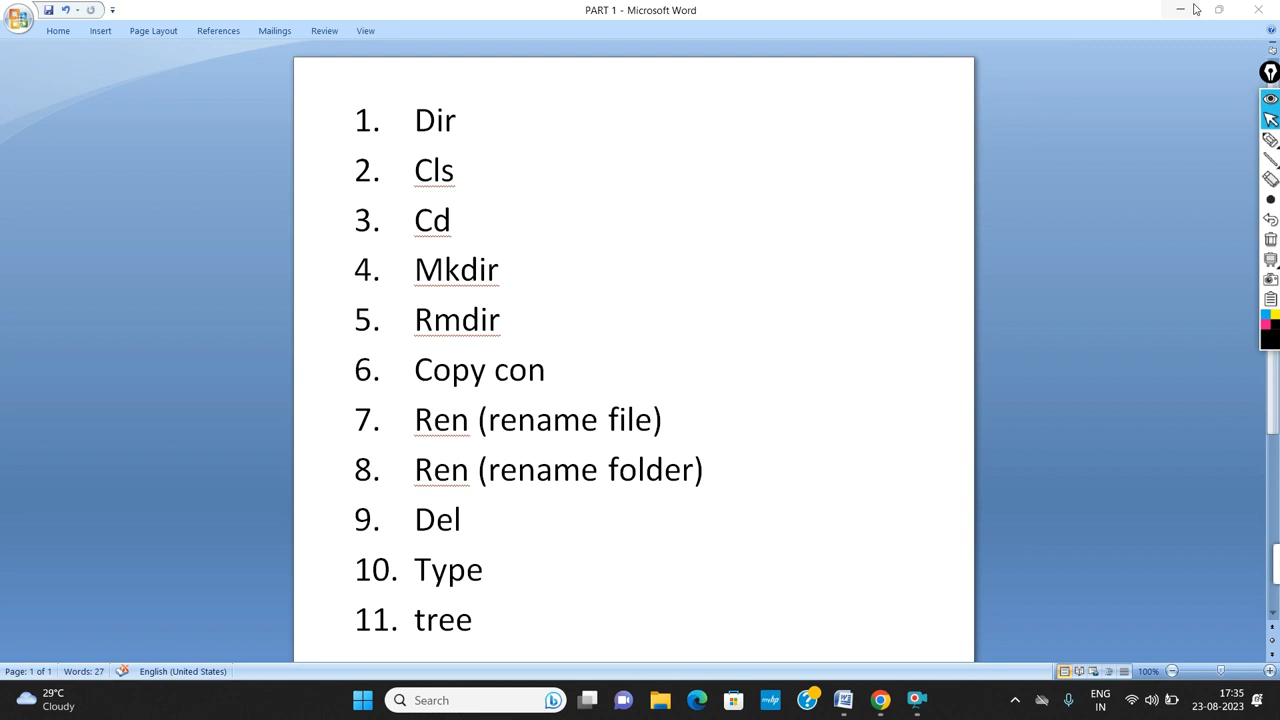 PART 1 - Microsoft Word
Home Insert Page Layout References Mailings Review View
1. Dir
2. Cls
3. Cd
4. Mkdir
5. Rmdir
6. Copy con
7. Ren (rename file)
8. Ren (rename folder)
9. Del
10. Type
11. tree
Page: 1 of 1 Words: 27 English (United States) 100%
29°C
Cloudy
Search
ENG
IN
17:35
23-08-2023